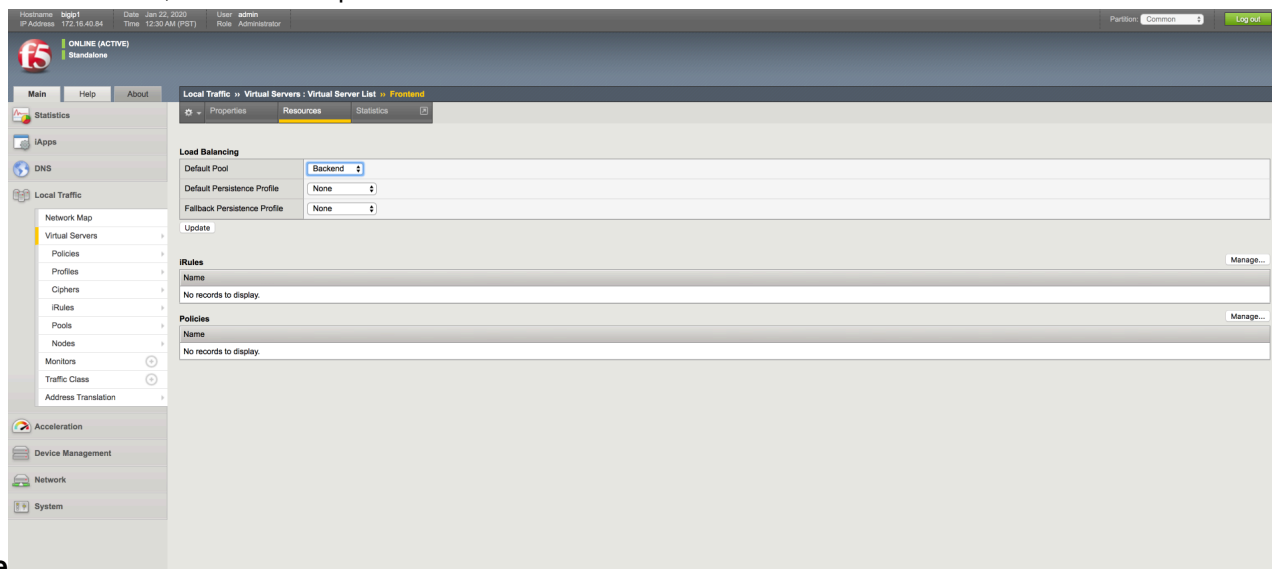 Hostname bigip1 Date Jan 22, 2020 User admin
IP Address 172.16.40.84 Time 12:30 AM (PST) Role Administrator
Partition: Common Log out
f5
ONLINE (ACTIVE)
Standalone
Main Help About
Local Traffic ›› Virtual Servers : Virtual Server List ›› Frontend
Statistics
Properties Resources Statistics
iApps
DNS
Local Traffic
Network Map
Virtual Servers
Policies
Profiles
Ciphers
iRules
Pools
Nodes
Monitors
Traffic Class
Address Translation
Acceleration
Device Management
Network
System
Load Balancing
Default Pool Backend
Default Persistence Profile None
Fallback Persistence Profile None
Update
iRules Manage...
Name
No records to display.
Policies Manage...
Name
No records to display.